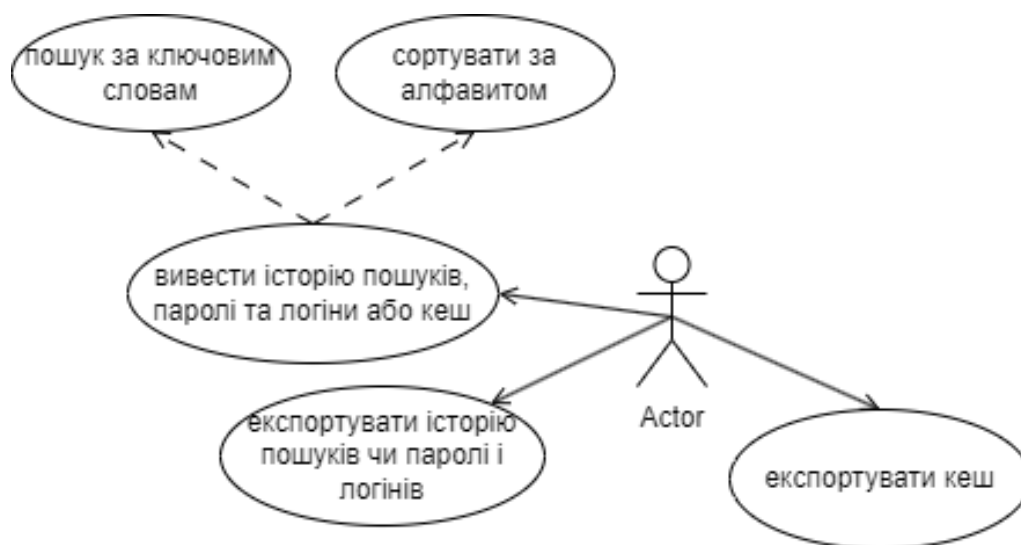 пошук за ключовим
словам
сортувати за
алфавитом
вивести історію пошуків,
паролі та логіни або кеш
експортувати історію
пошуків чи паролі і
логінів
Actor
експортувати кеш